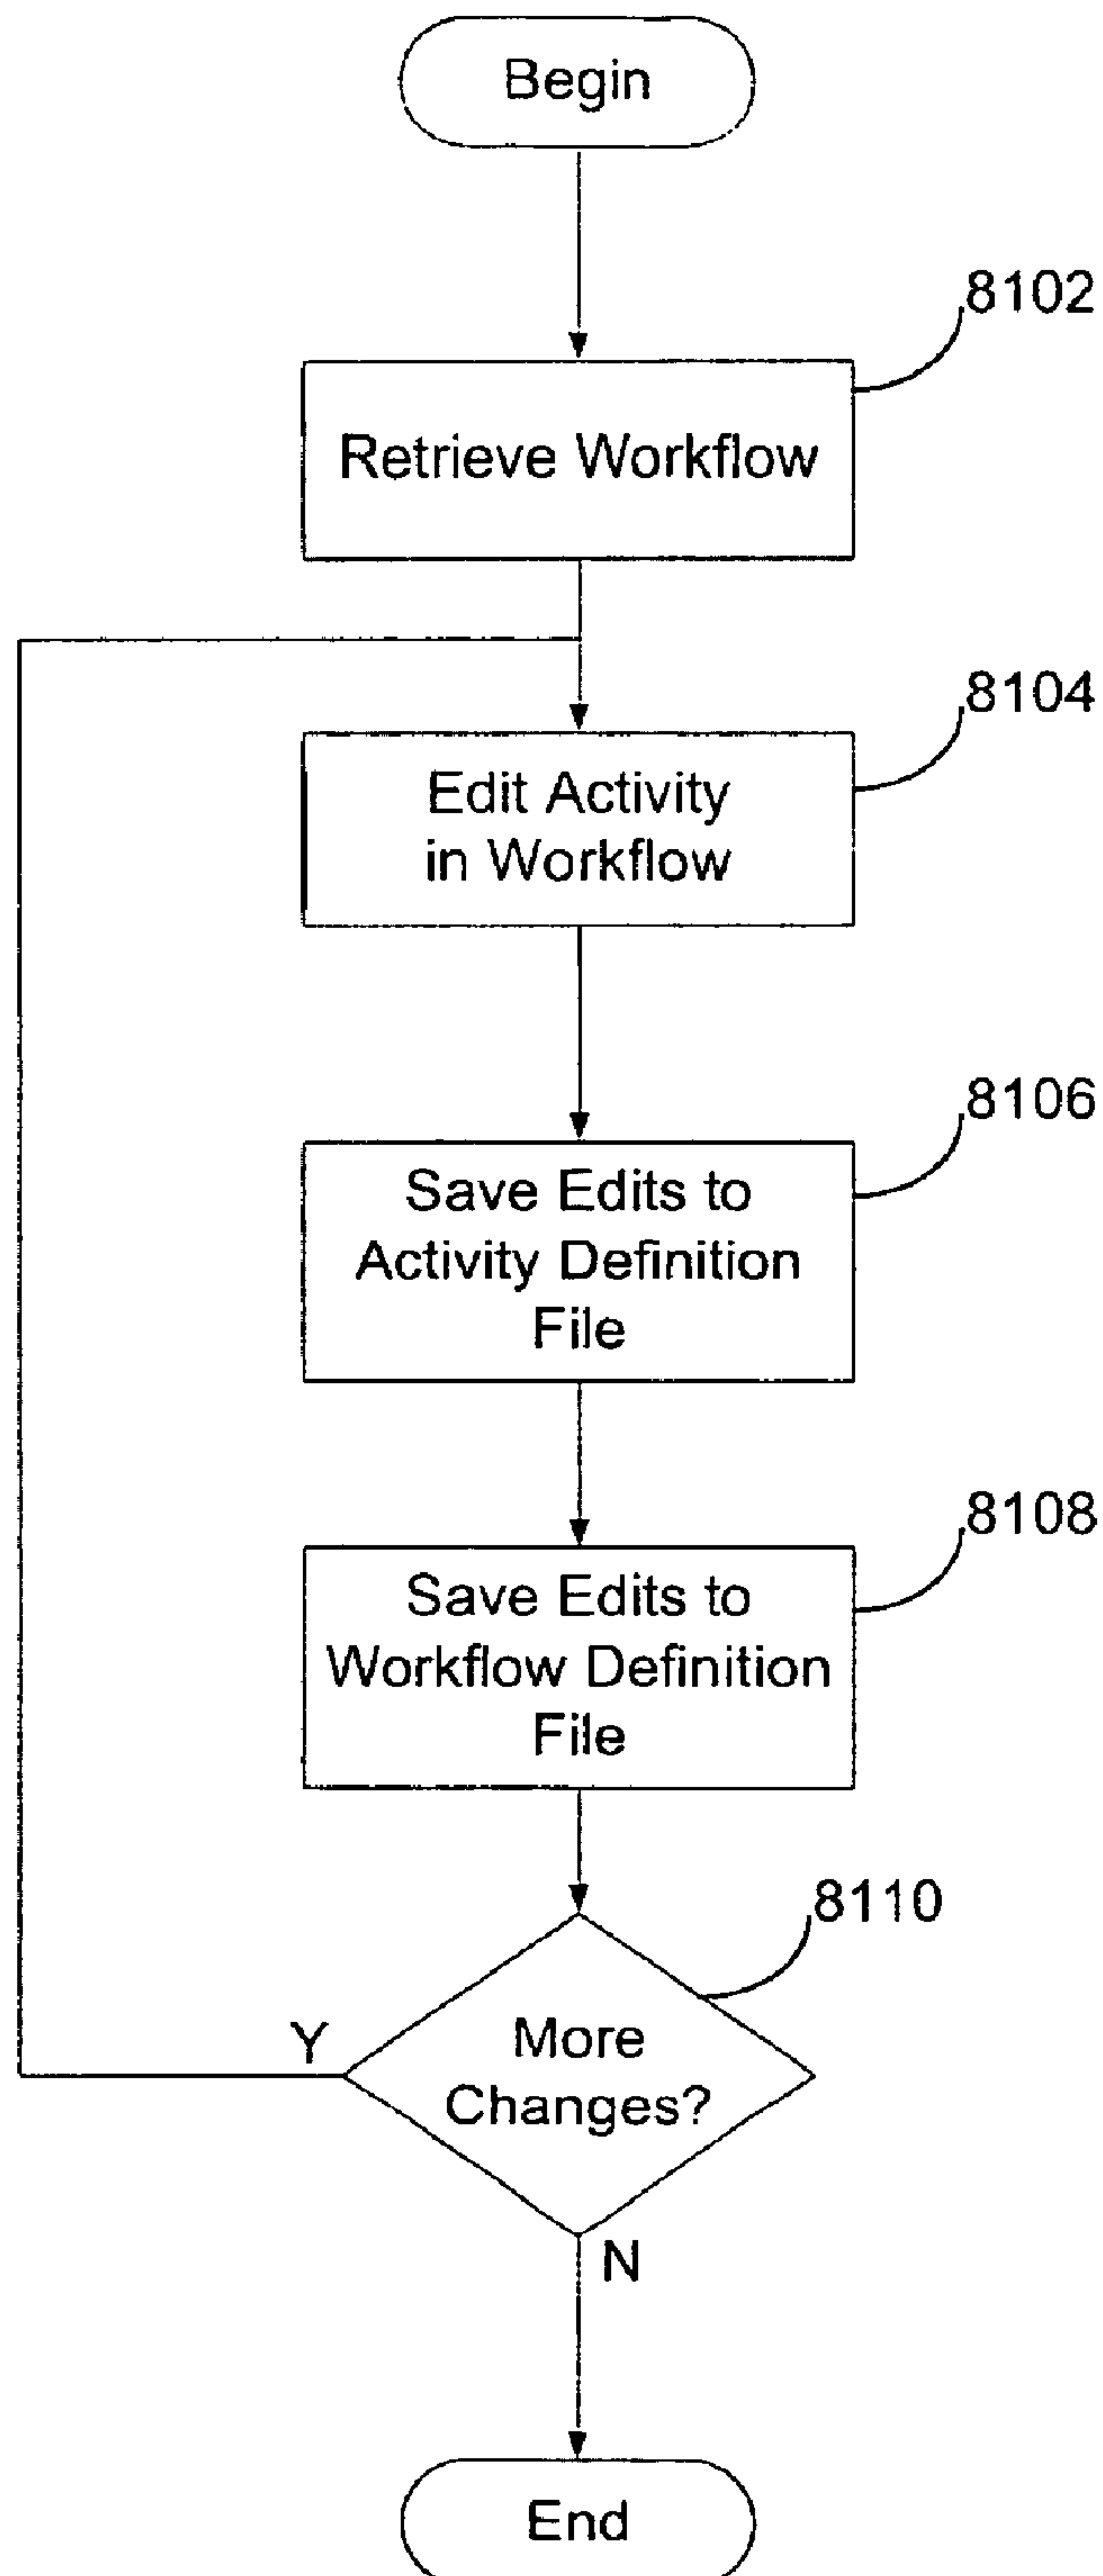 Begin
8102
Retrieve Workflow
8104
Edit Activity
in Workflow
8106
Save Edits to
Activity Definition
File
8108
Save Edits to
Workflow Definition
File
8110
More
Changes?
Y
N
End